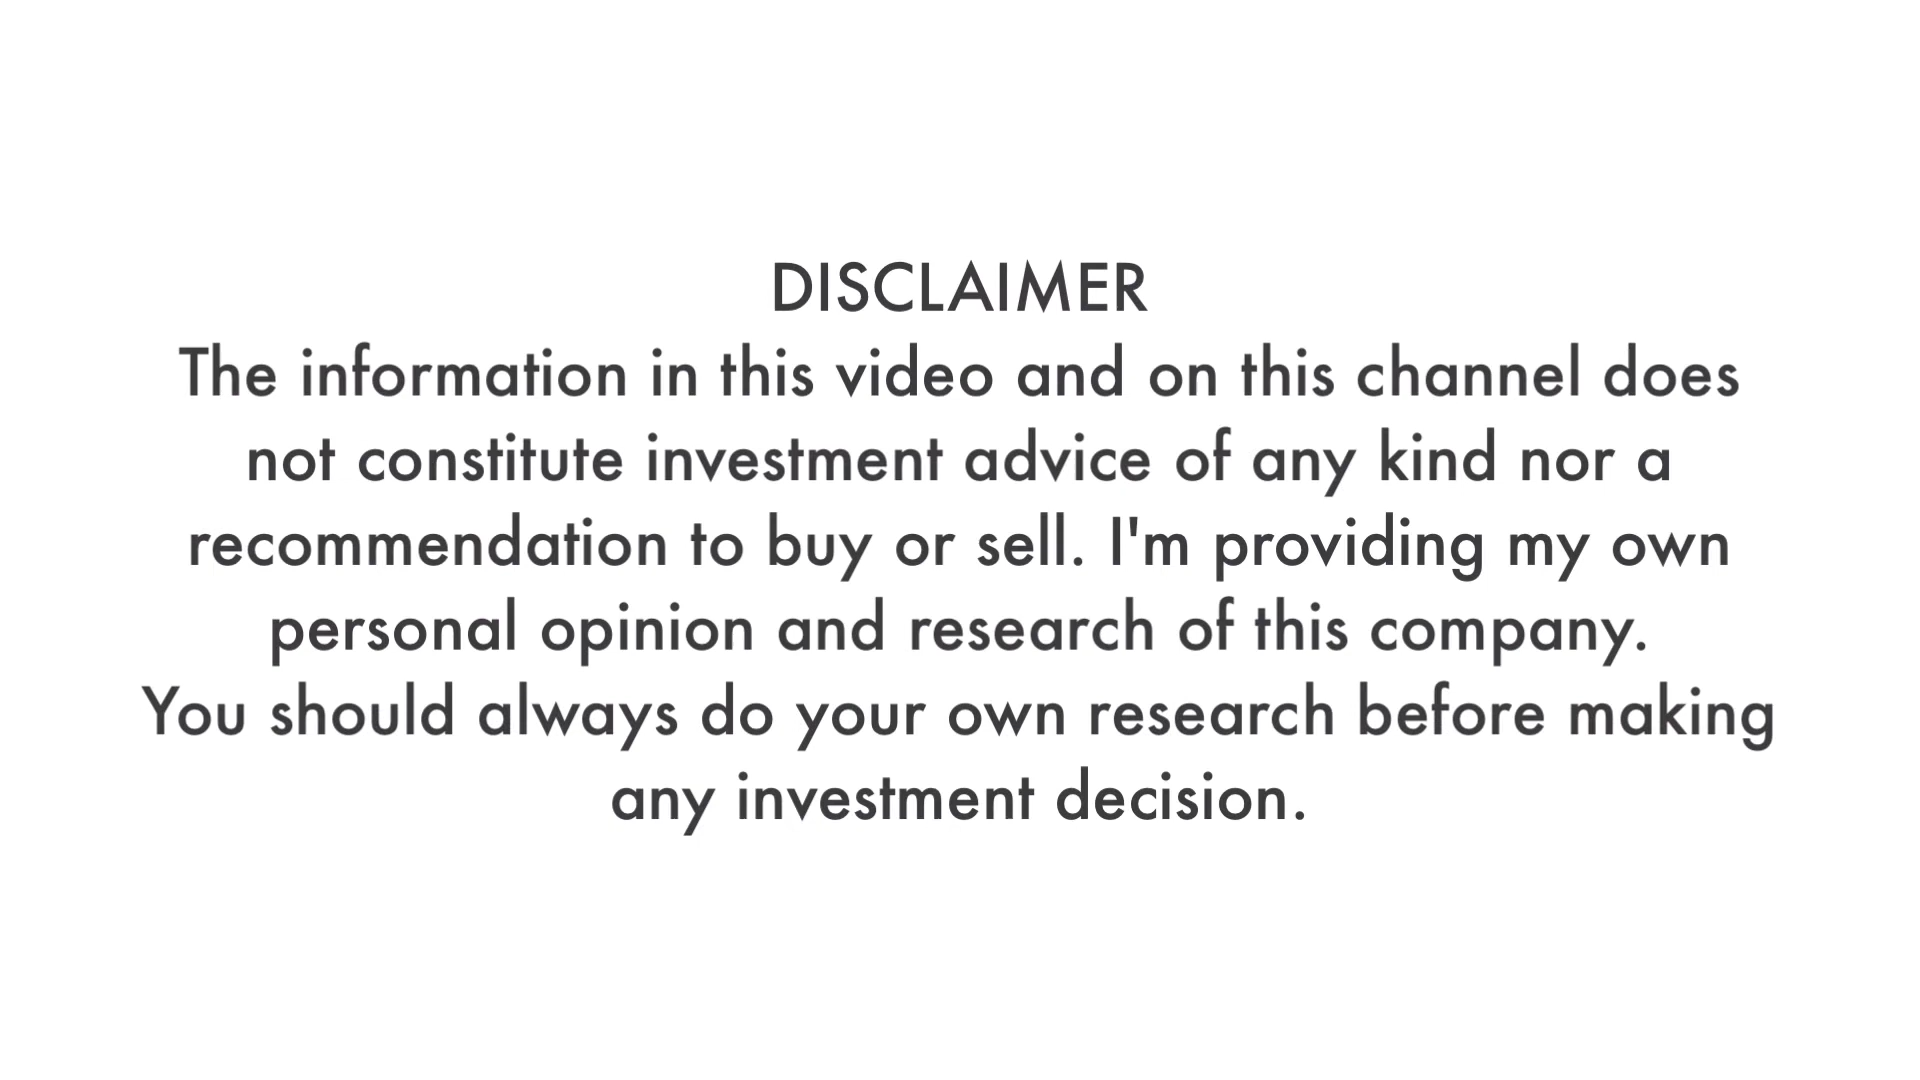 DISCLAIMER
The information in this video and on this channel does
not constitute investment advice of any kind nor a
recommendation to buy or sell. I'm providing my own
personal opinion and research of this company.
You should always do your own research before making
any investment decision.